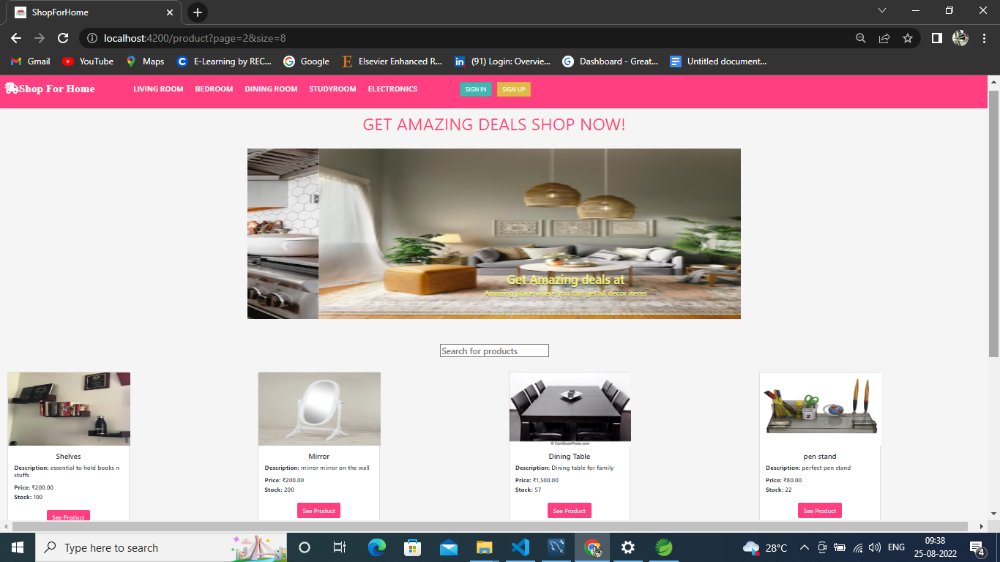 ShopForHome
localhost:4200/product?page=2&size=8
Gmail YouTube Maps E-Learning by REC... Google Elsevier Enhanced R... (91) Login: Overvie... Dashboard - Great... Untitled document...
Shop For Home LIVING ROOM BEDROOM DINING ROOM STUDYROOM ELECTRONICS SIGN IN SIGN UP
GET AMAZING DEALS SHOP NOW!
Get Amazing deals at
Amazing place where you can get all decor items
Search for products
© CanStockPhoto.com
2
Shelves
Description: essential to hold books n
stuffs
Price: ₹200.00
Stock: 100
See Product
Mirror
Description: mirror mirror on the wall
Price: ₹200.00
Stock: 200
See Product
Dining Table
Description: Dining table for family
Price: ₹1,500.00
Stock: 57
See Product
pen stand
Description: perfect pen stand
Price: ₹80.00
Stock: 22
See Product
Type here to search
28°C ENG
09:38
25-08-2022
4